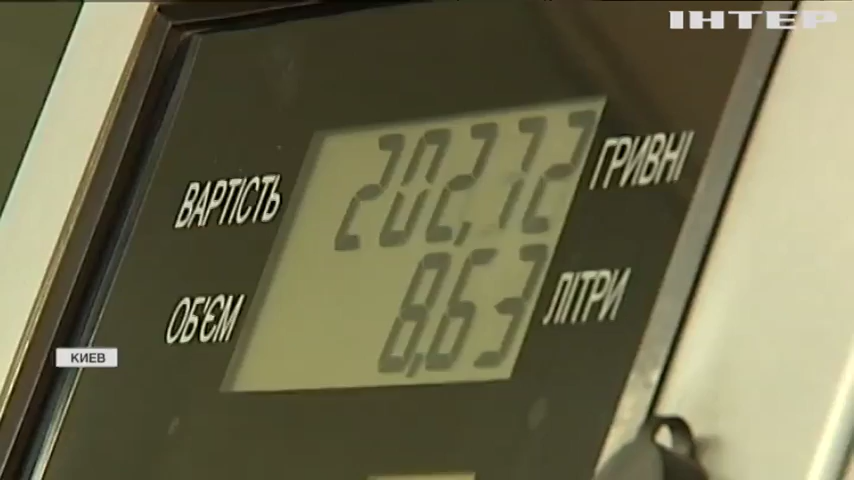 ІНТЕР
ВАРТІСТЬ 202,72 ГРИВНІ
ОБ'ЄМ 8,63 ЛІТРИ
КИЕВ